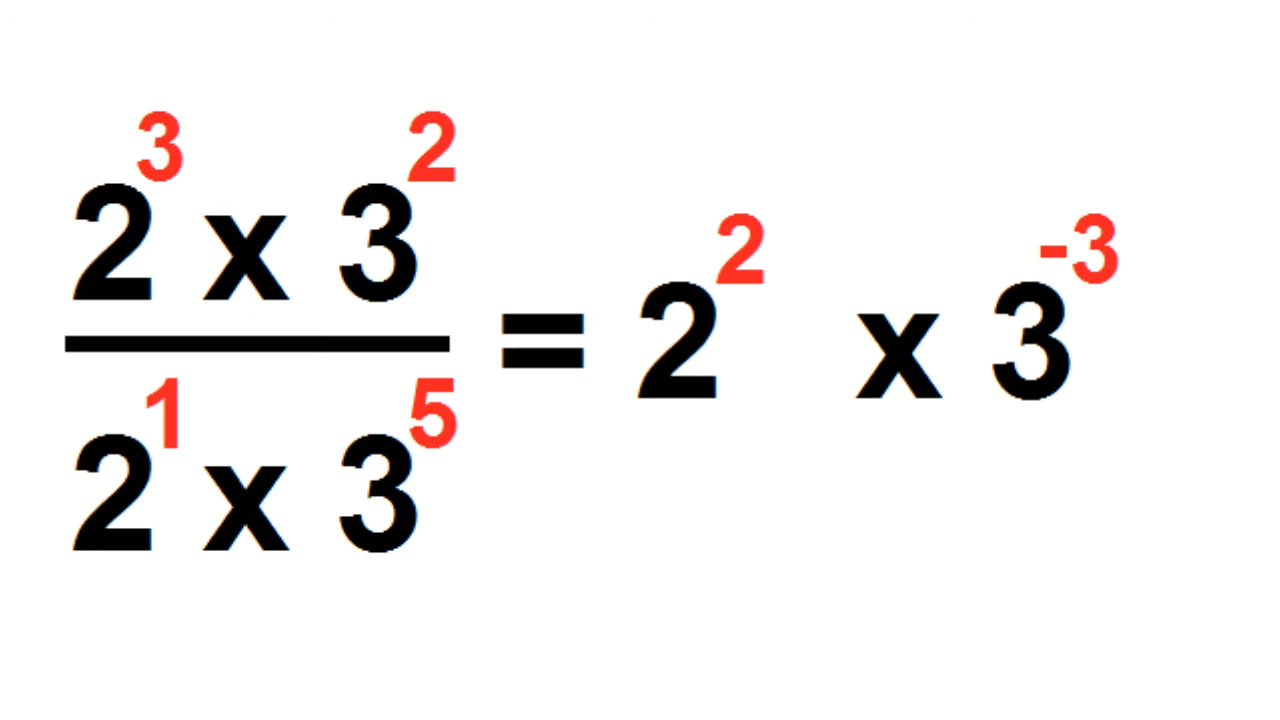 2³ x 3²
= 2² x 3⁻³
2¹ x 3⁵